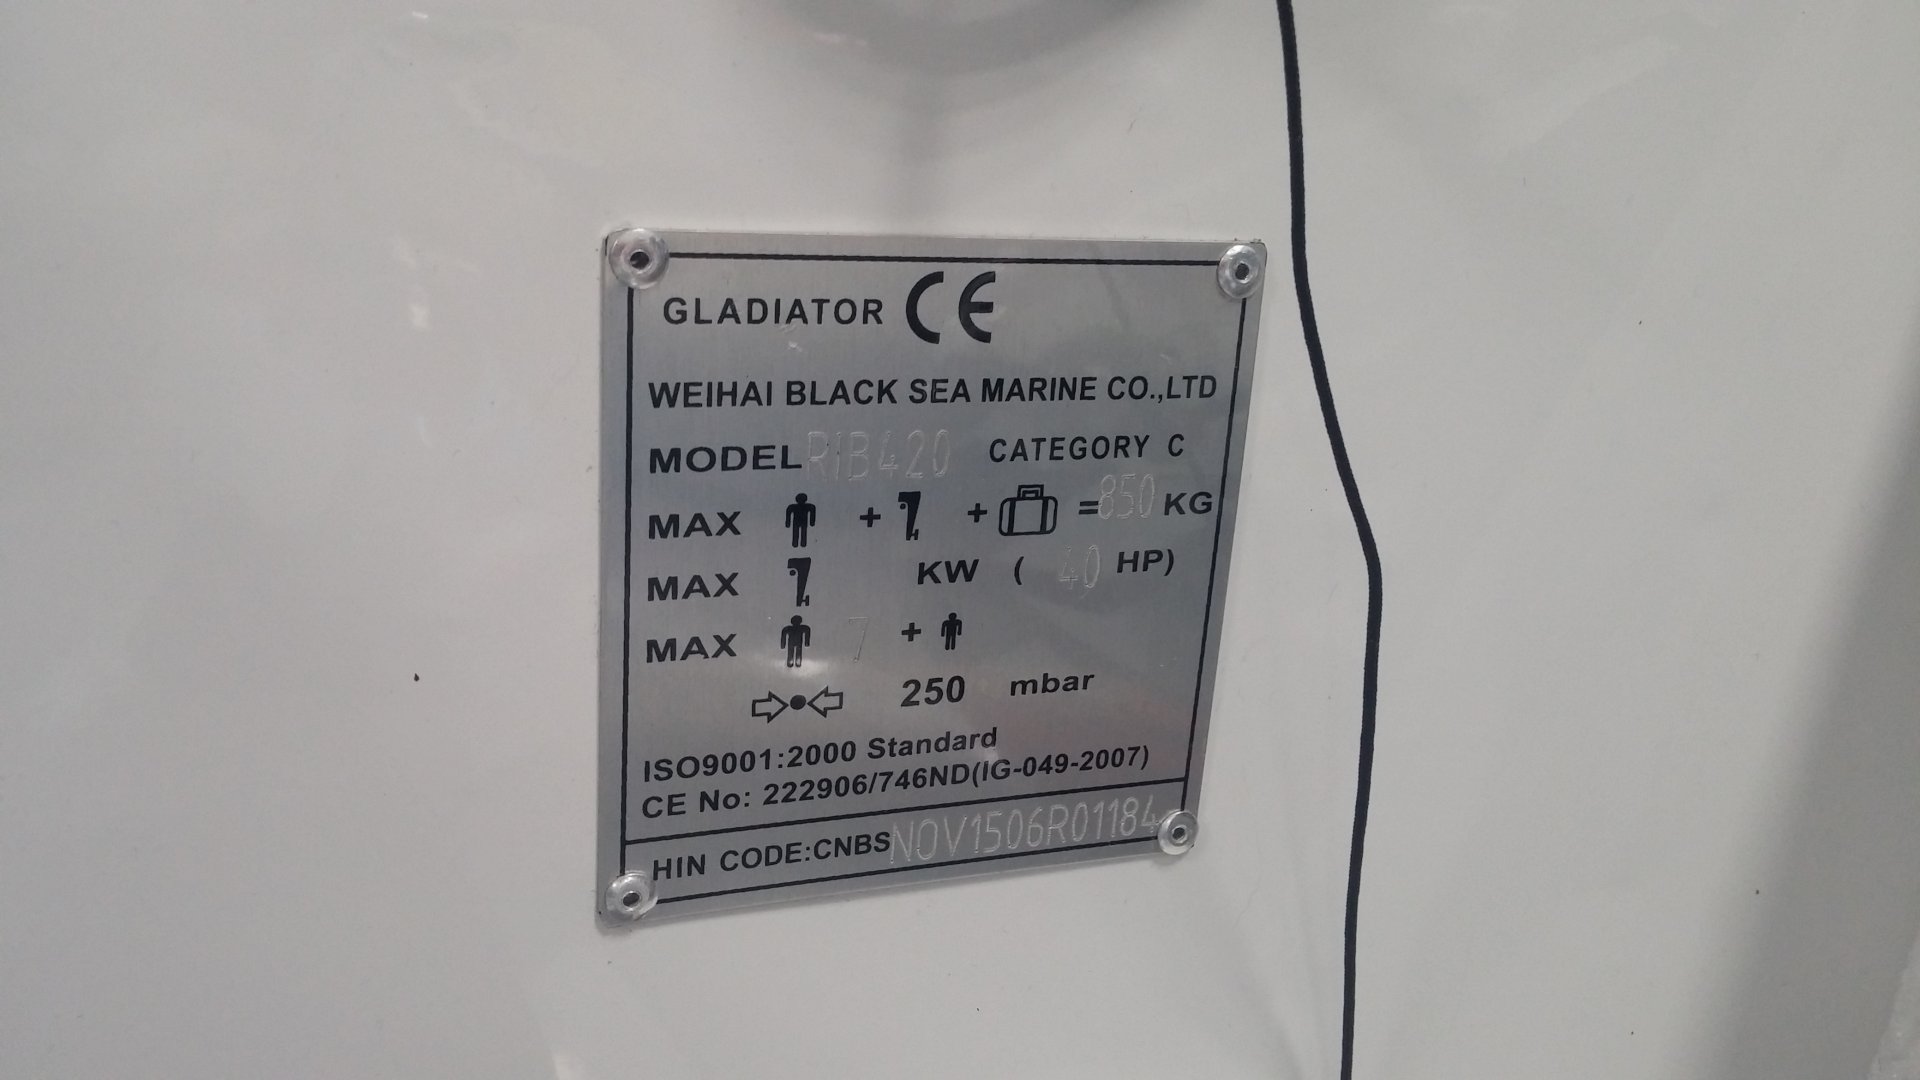 GLADIATOR CE
WEIHAI BLACK SEA MARINE CO.,LTD
MODEL RIB420 CATEGORY C
MAX + + =850 KG
MAX KW ( 40 HP)
MAX 7 +
250 mbar
ISO9001:2000 Standard
CE No: 222906/746ND(IG-049-2007)
HIN CODE:CNBSNOV1506R01184